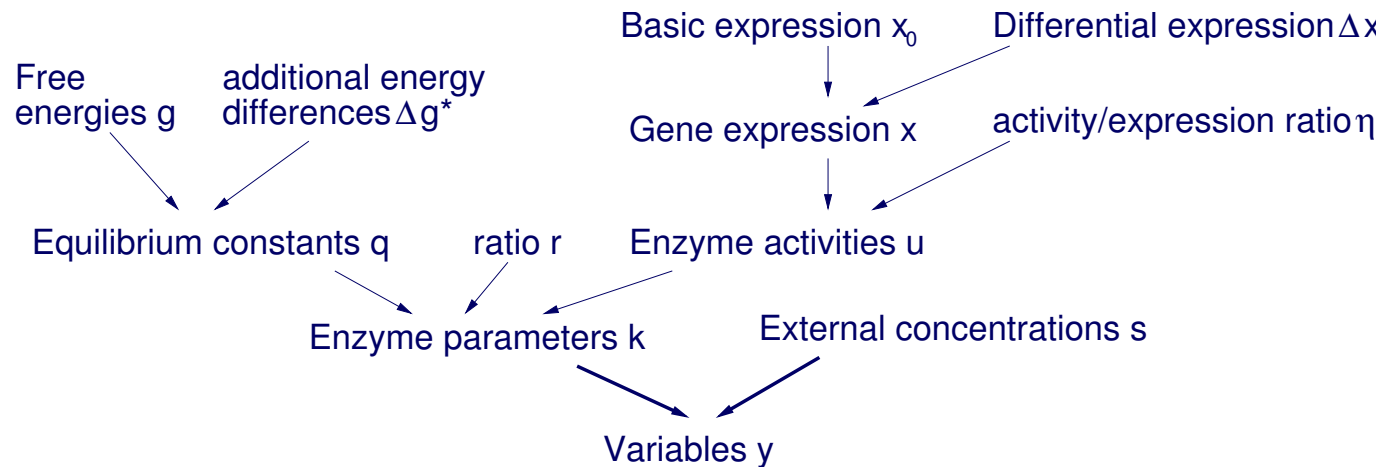 Basic expression x₀
Differential expression Δx
Free
energies g
additional energy
differences Δg*
Gene expression x
activity/expression ratio η
Equilibrium constants q
ratio r
Enzyme activities u
Enzyme parameters k
External concentrations s
Variables y